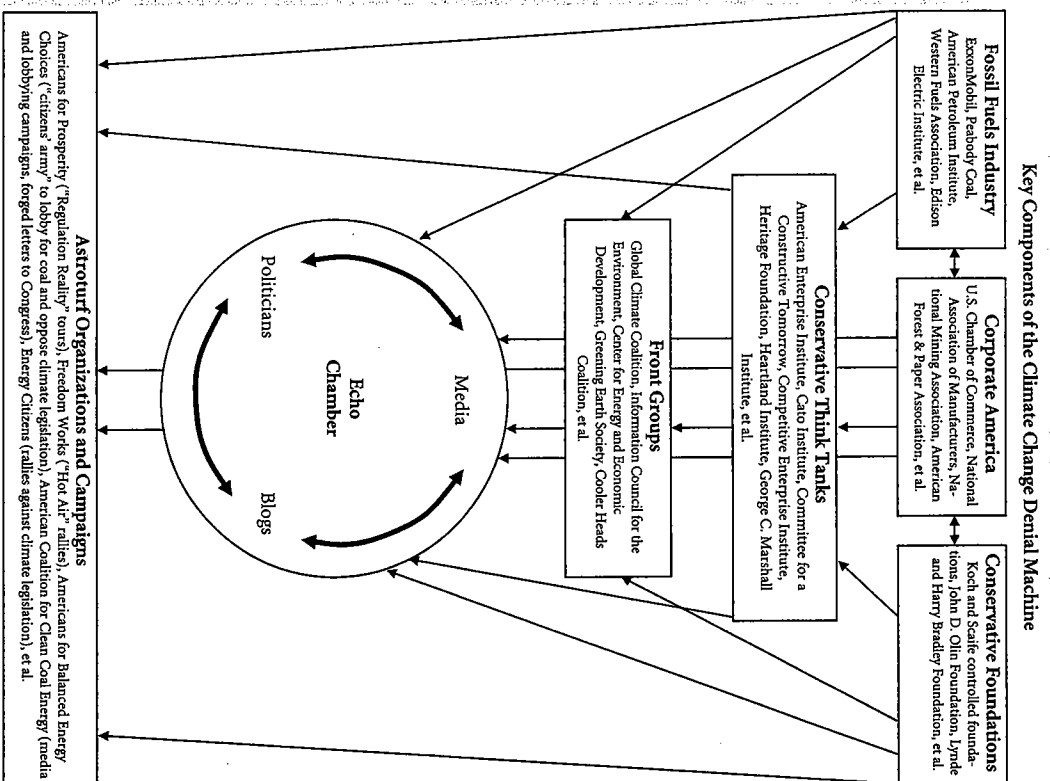 Key Components of the Climate Change Denial Machine
Fossil Fuels Industry
ExxonMobil, Peabody Coal,
American Petroleum Institute,
Western Fuels Association, Edison
Electric Institute, et al.
Corporate America
U.S. Chamber of Commerce, National
Association of Manufacturers, Na-
tional Mining Association, American
Forest & Paper Association, et al.
Conservative Foundations
Koch and Scaife controlled founda-
tions, John D. Olin Foundation, Lynde
and Harry Bradley Foundation, et al.
Conservative Think Tanks
American Enterprise Institute, Cato Institute, Committee for a
Constructive Tomorrow, Competitive Enterprise Institute,
Heritage Foundation, Heartland Institute, George C. Marshall
Institute, et al.
Front Groups
Global Climate Coalition, Information Council for the
Environment, Center for Energy and Economic
Development, Greening Earth Society, Cooler Heads
Coalition, et al.
Media
Echo
Chamber
Politicians
Blogs
Astroturf Organizations and Campaigns
Americans for Prosperity ("Regulation Reality" tours), Freedom Works ("Hot Air" rallies), Americans for Balanced Energy
Choices ("citizens' army" to lobby for coal and oppose climate legislation), American Coalition for Clean Coal Energy (media
and lobbying campaigns, forged letters to Congress), Energy Citizens (rallies against climate legislation), et al.